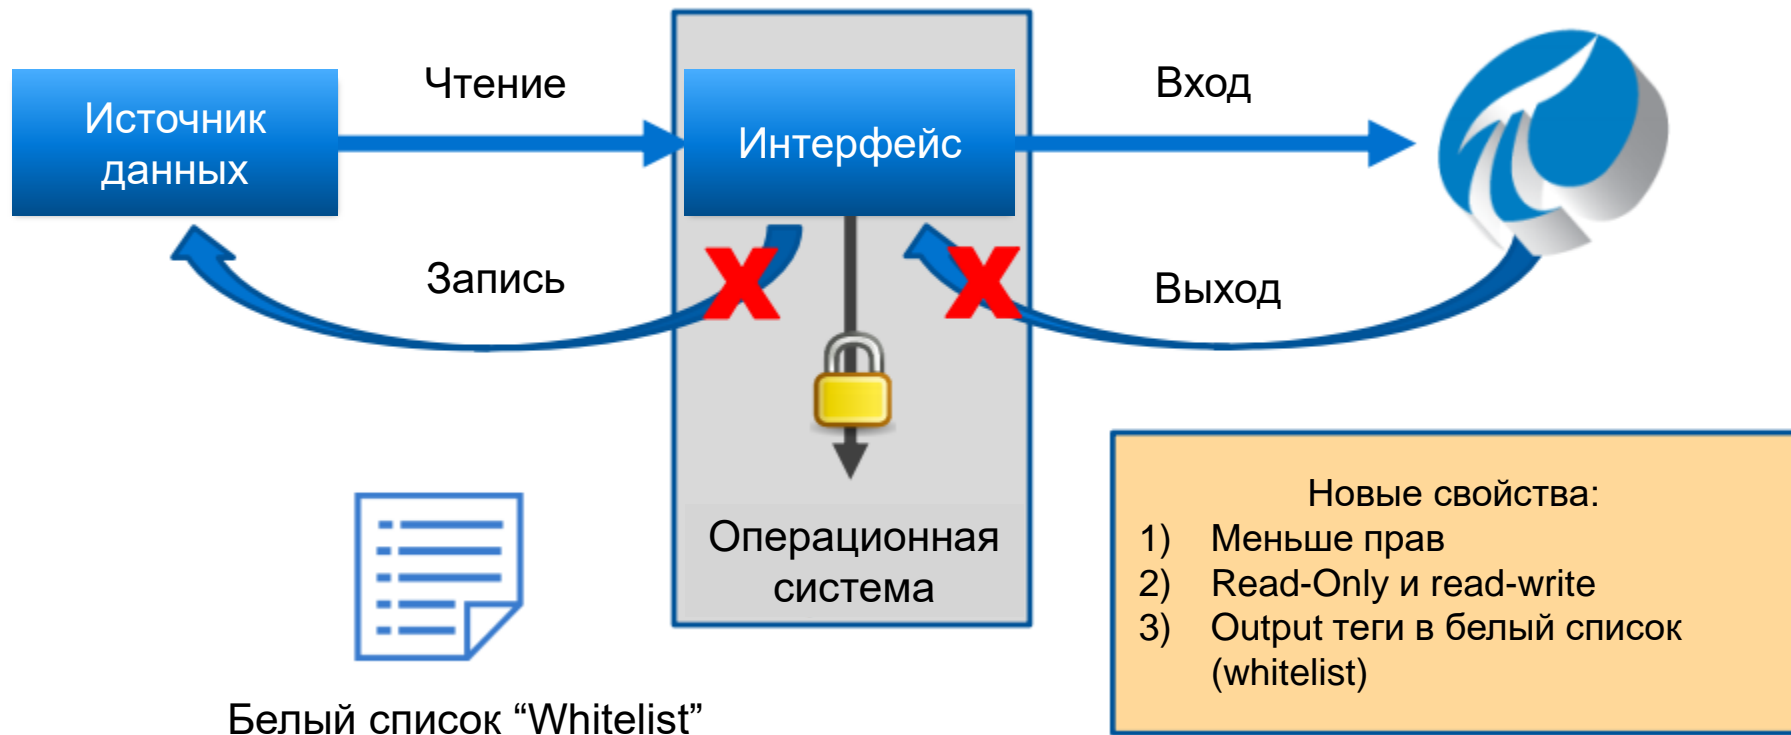 Источник
данных
Чтение
Интерфейс
Вход
Запись
Выход
Операционная
система
Белый список “Whitelist”
Новые свойства:
1) Меньше прав
2) Read-Only и read-write
3) Output теги в белый список
(whitelist)